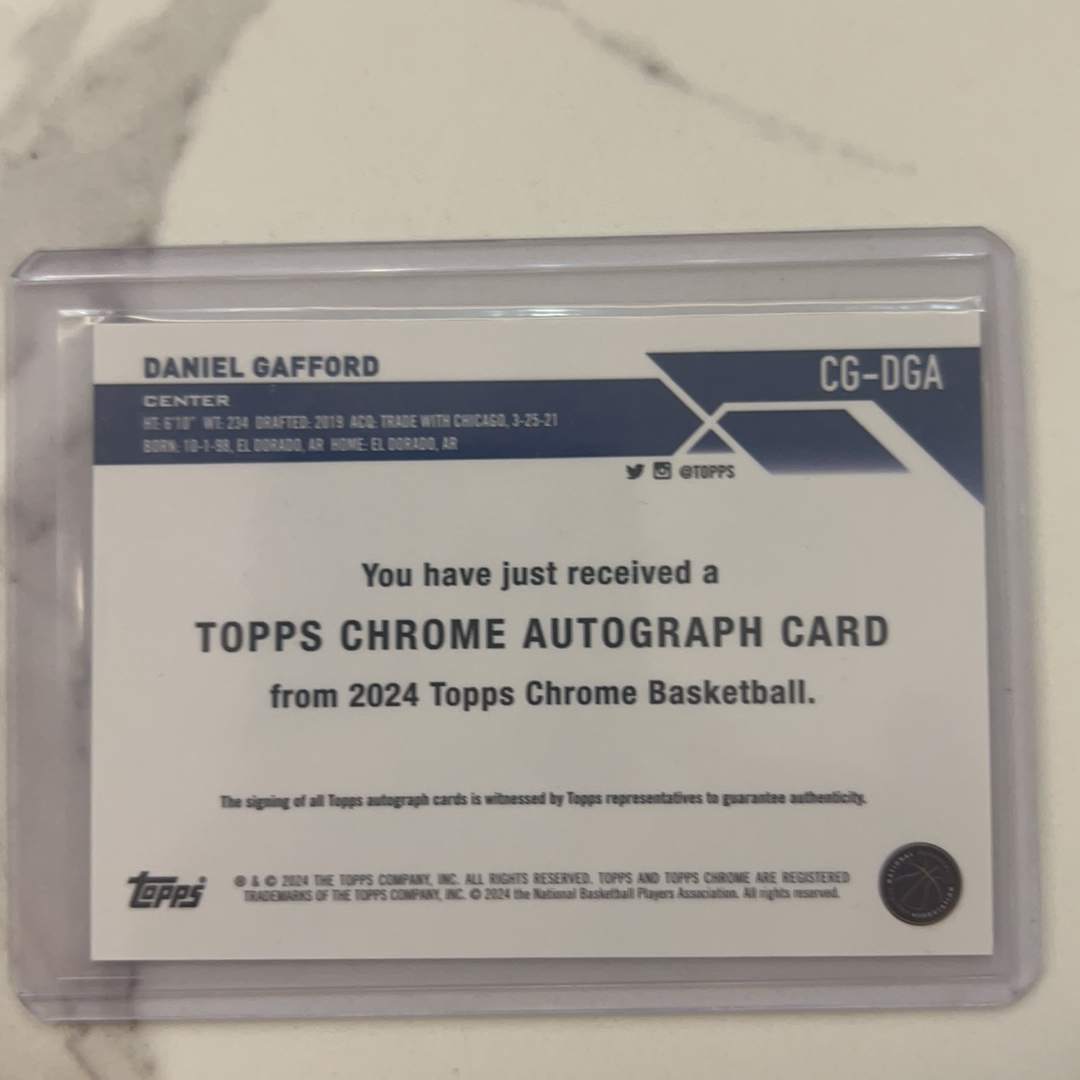 DANIEL GAFFORD
CG-DGA
CENTER
HT: 6'10" WT: 234 DRAFTED: 2019 ACQ: TRADE WITH CHICAGO, 3-25-21
BORN: 10-1-98, EL DORADO, AR HOME: EL DORADO, AR
@TOPPS
You have just received a
TOPPS CHROME AUTOGRAPH CARD
from 2024 Topps Chrome Basketball.
The signing of all Topps autograph cards is witnessed by Topps representatives to guarantee authenticity.
topps
® & © 2024 THE TOPPS COMPANY, INC. ALL RIGHTS RESERVED. TOPPS AND TOPPS CHROME ARE REGISTERED
TRADEMARKS OF THE TOPPS COMPANY, INC. © 2024 the National Basketball Players Association. All rights reserved.